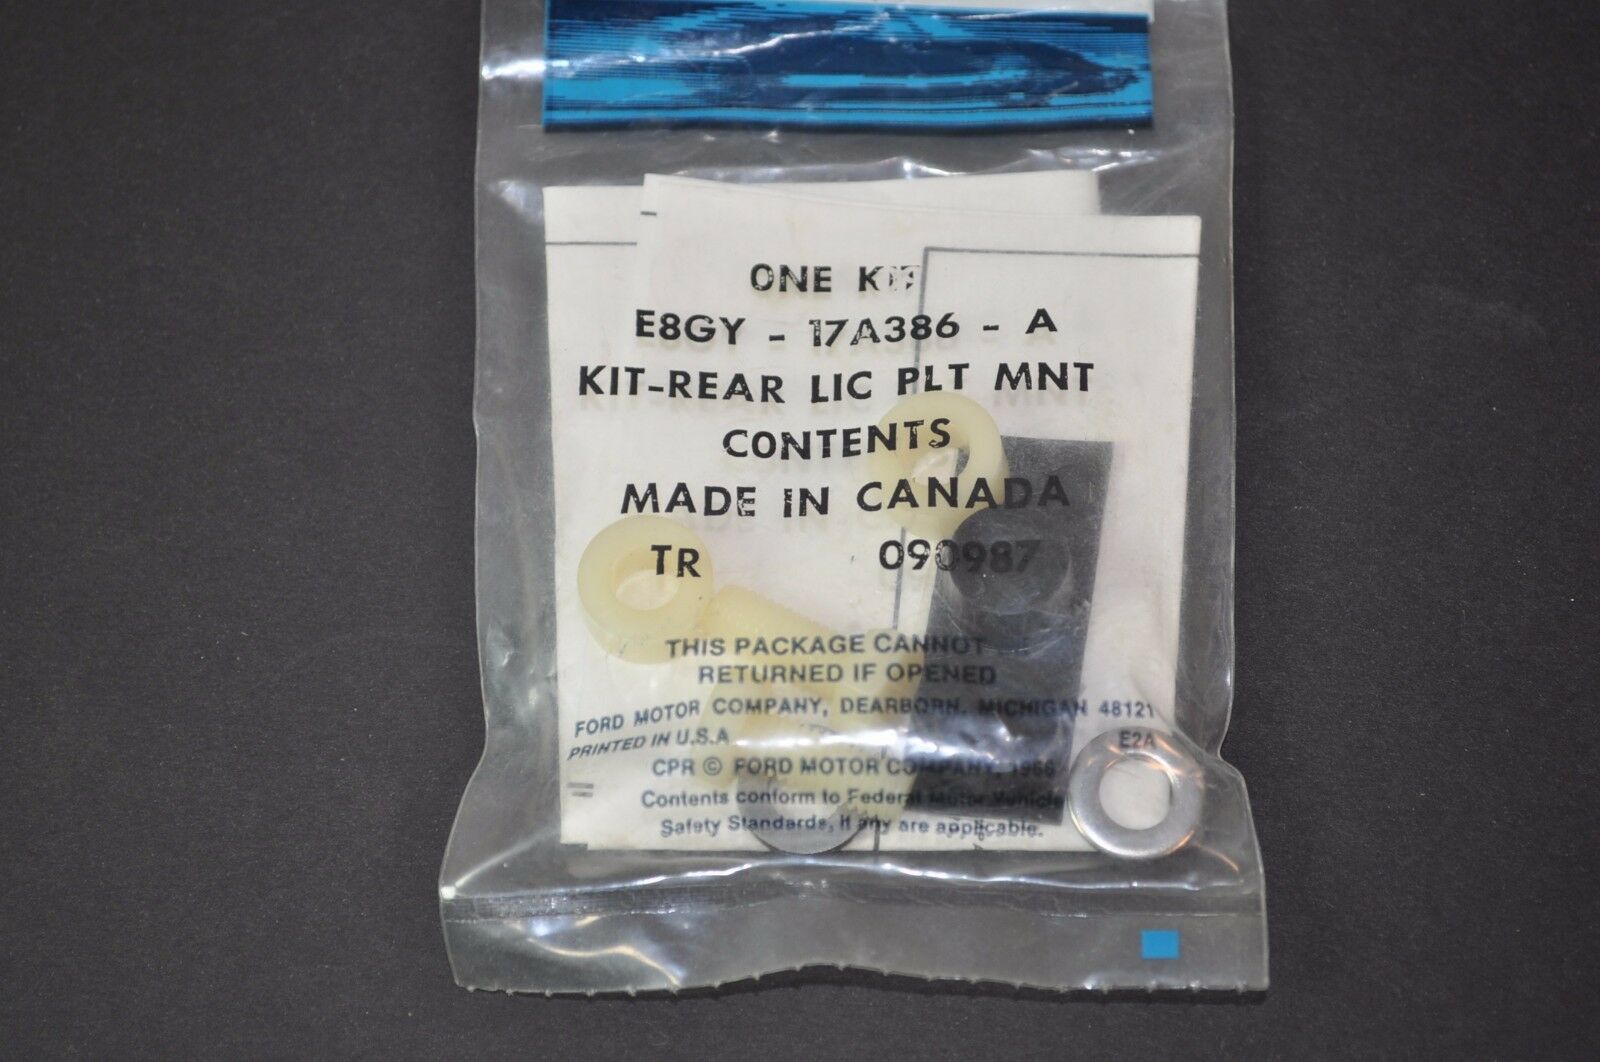 ONE KIT
E8GY - 17A386 - A
KIT-REAR LIC PLT MNT
CONTENTS
MADE IN CANADA
TR 090987
THIS PACKAGE CANNOT
RETURNED IF OPENED
FORD MOTOR COMPANY, DEARBORN, MICHIGAN 48121
PRINTED IN U.S.A E2A
CPR © FORD MOTOR COMPANY, 1966
Contents conform to Federal Motor Vehicle
Safety Standards, if any are applicable.